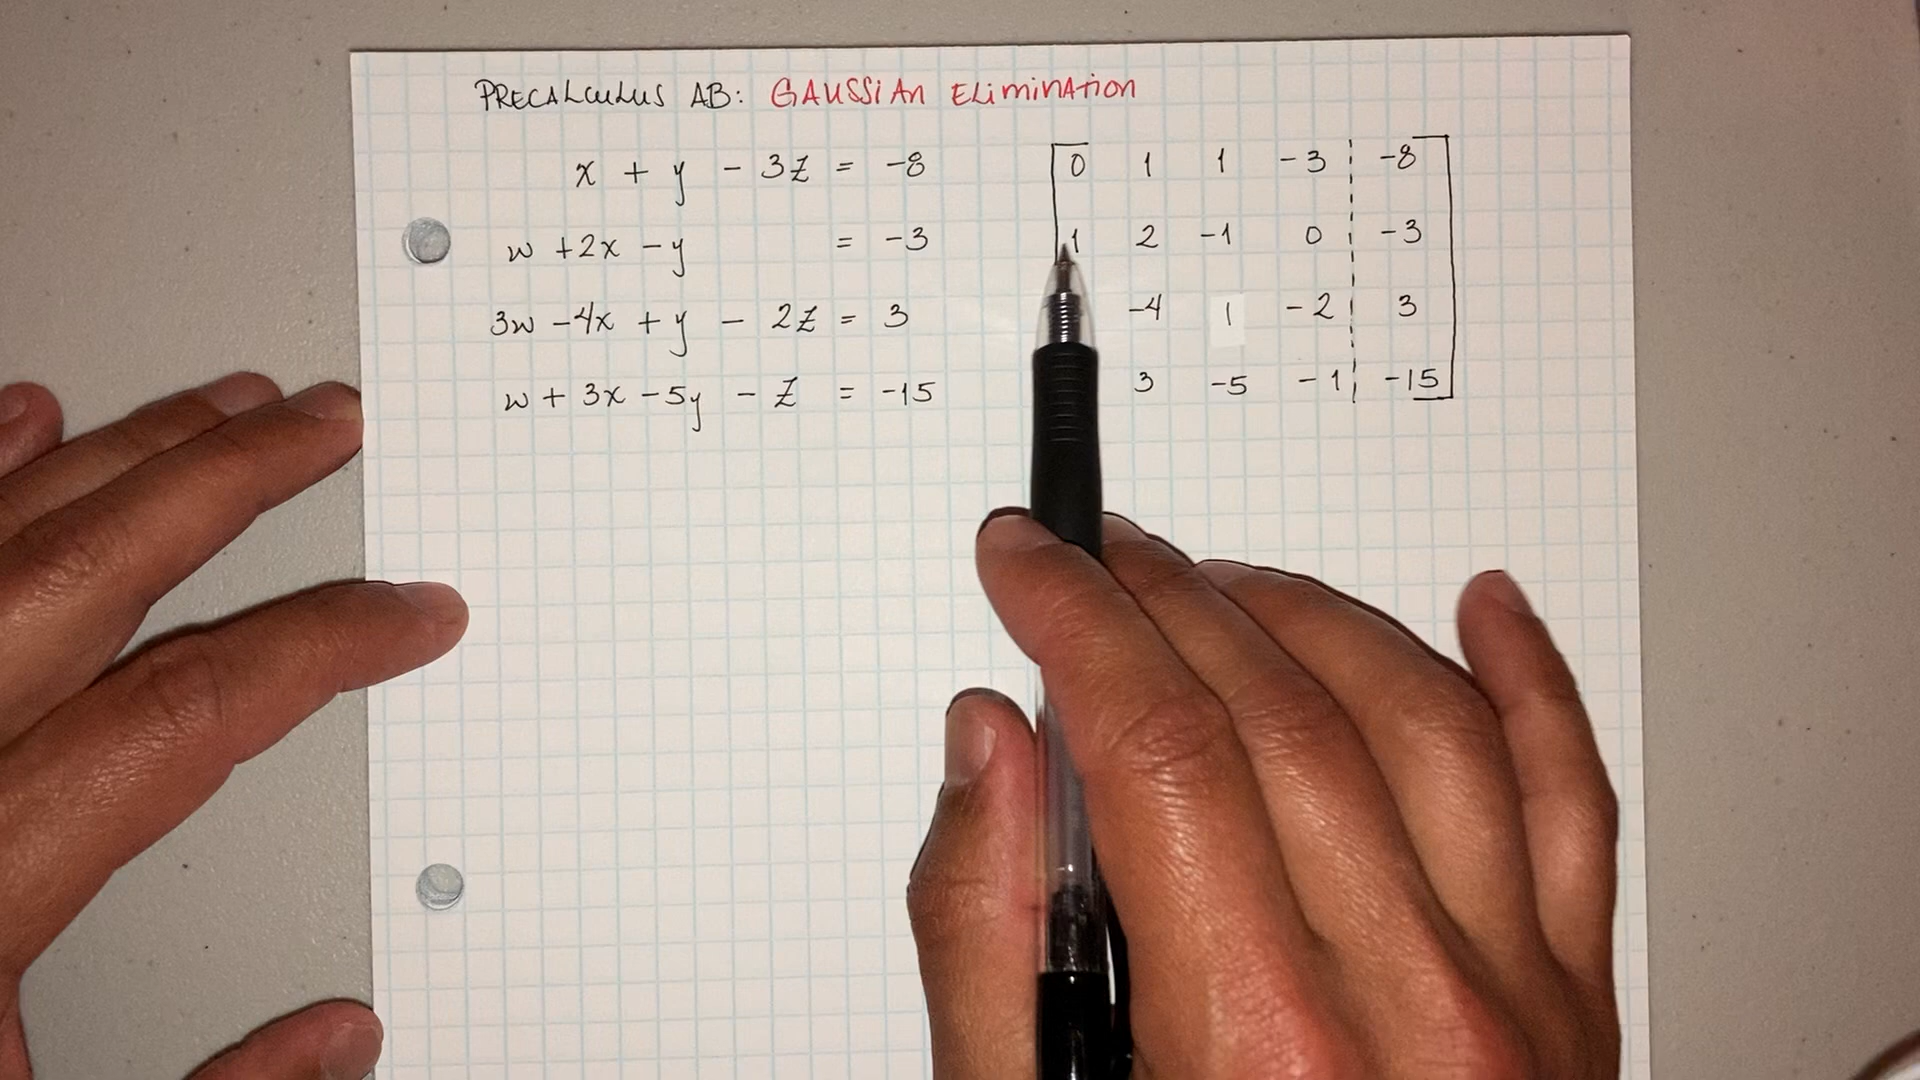 PRECALCULUS AB: GAUSSIAN ELIMINATION
x + y - 3z = -8
w + 2x - y = -3
3w - 4x + y - 2z = 3
w + 3x - 5y - z = -15
0 1 1 -3 -8
1 2 -1 0 -3
-4 1 -2 3
3 -5 -1 -15